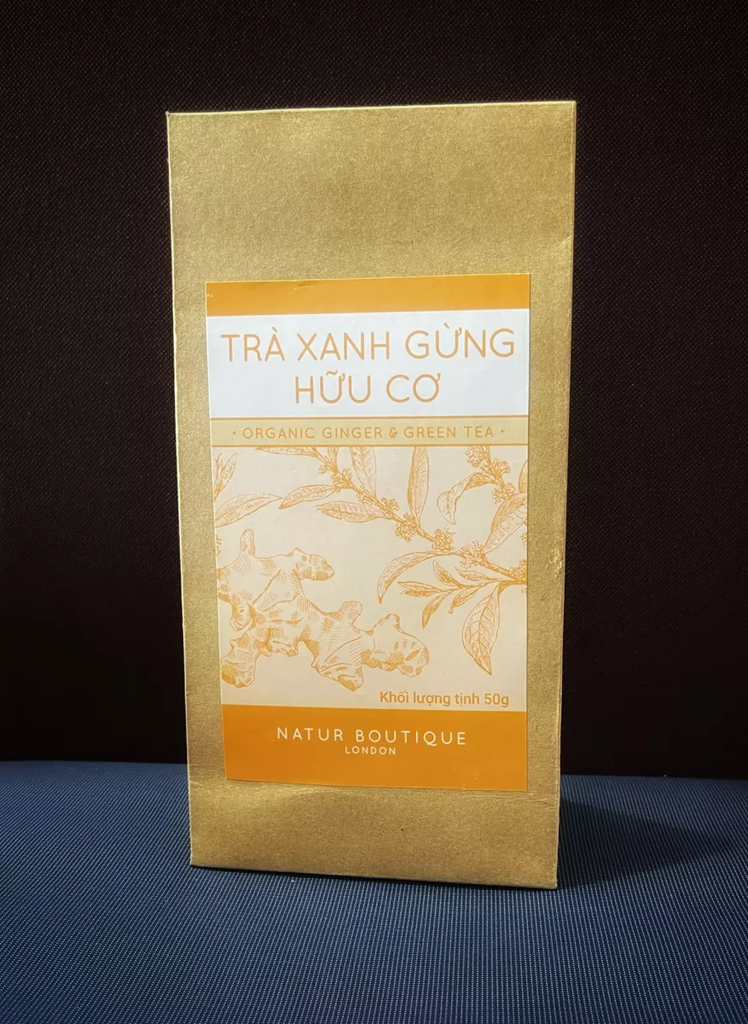 TRÀ XANH GỪNG
HỮU CƠ
• ORGANIC GINGER & GREEN TEA •
Khối lượng tịnh 50g
NATUR BOUTIQUE
LONDON